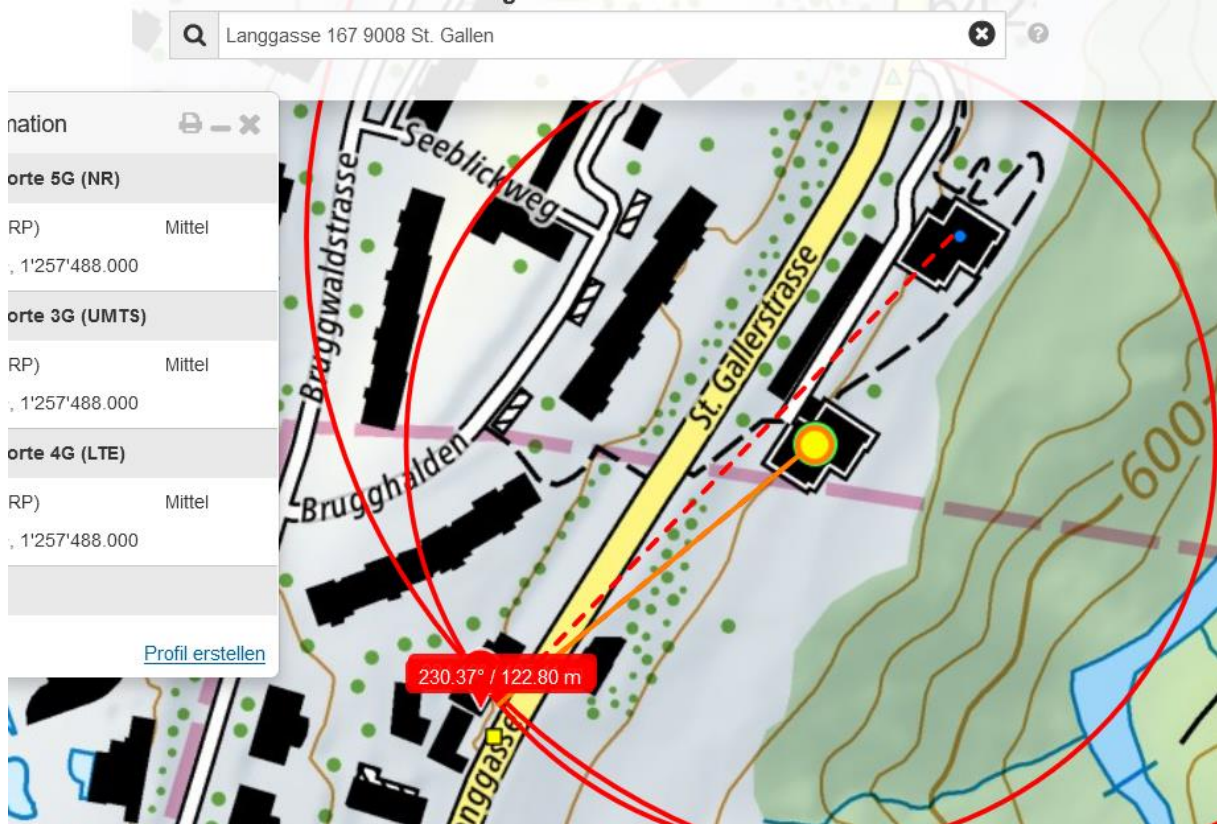 Langgasse 167 9008 St. Gallen
mation
orte 5G (NR)
RP) Mittel
, 1'257'488.000
orte 3G (UMTS)
RP) Mittel
, 1'257'488.000
orte 4G (LTE)
RP) Mittel
, 1'257'488.000
Profil erstellen
Seeblickweg
Bruggwaldstrasse
St. Gallerstrasse
Brugghalden
600
230.37° / 122.80 m
anggasse